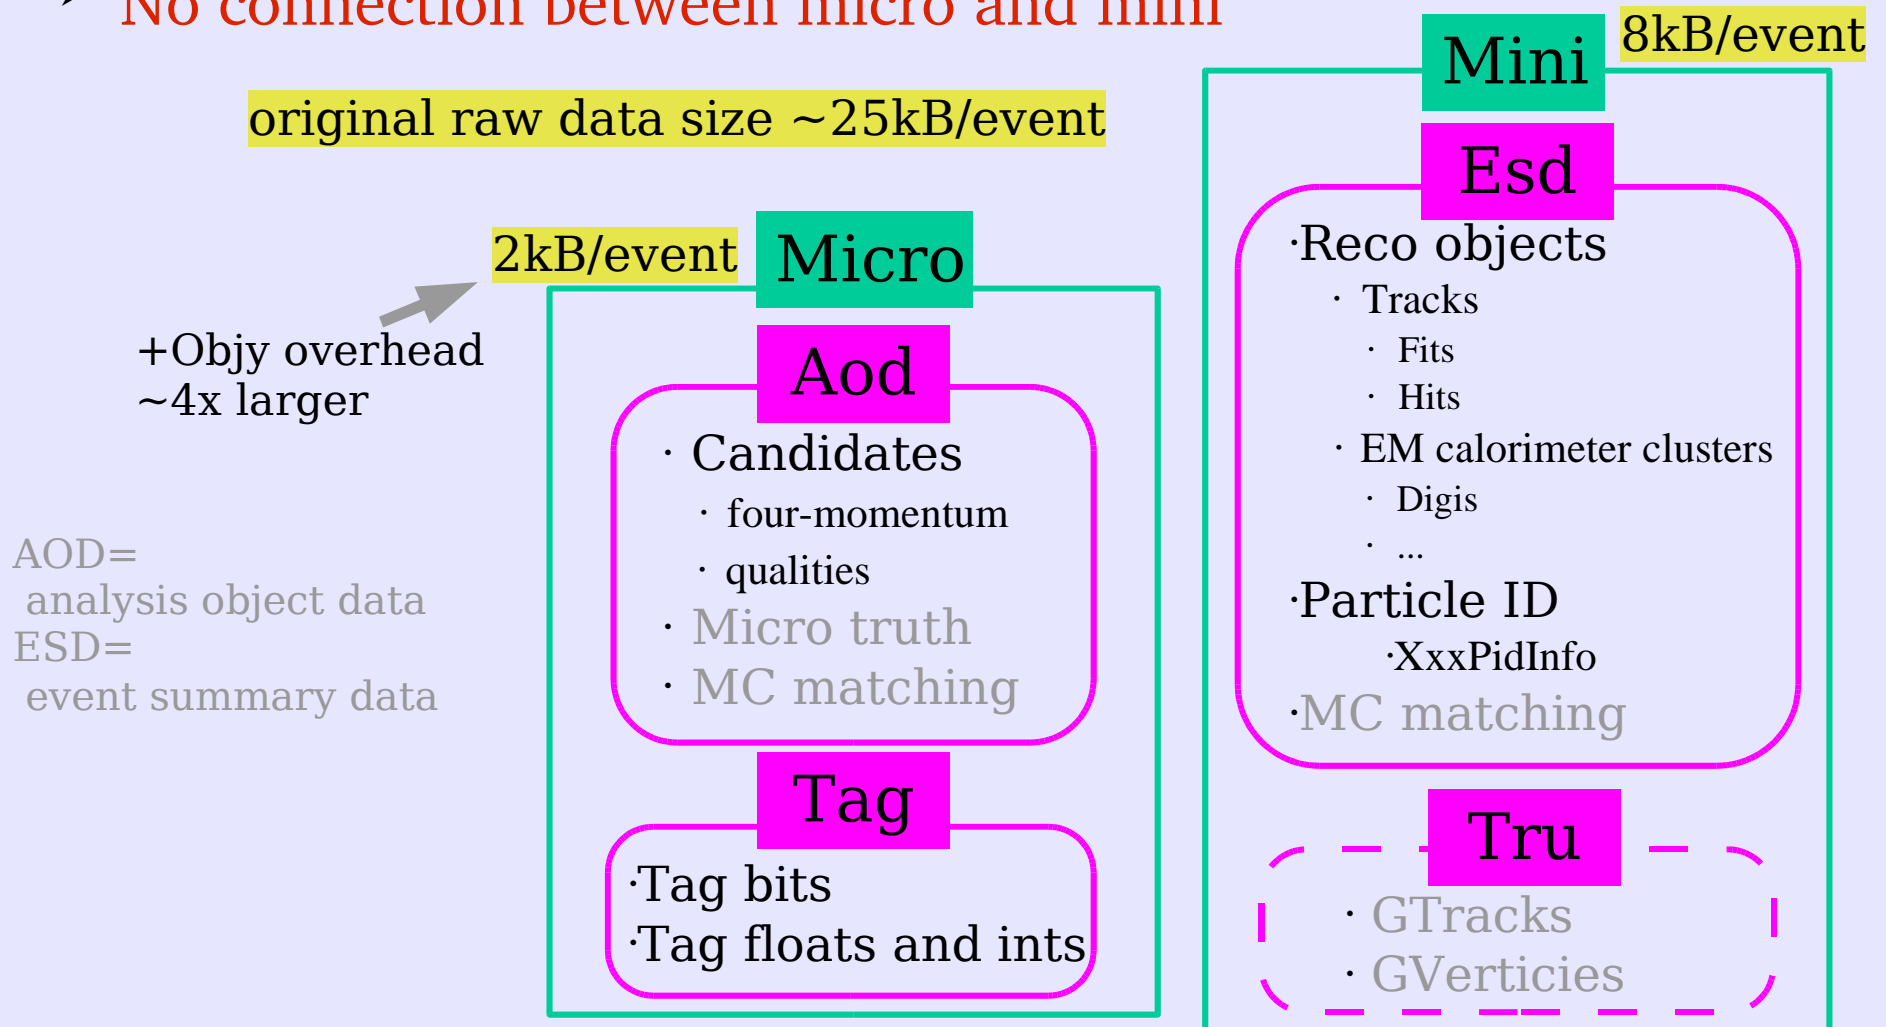 No connection between micro and mini
original raw data size ~25kB/event
2kB/event
Micro
+Objy overhead
~4x larger
AOD=
analysis object data
ESD=
event summary data
Aod
· Candidates
· four-momentum
· qualities
· Micro truth
· MC matching
Tag
·Tag bits
·Tag floats and ints
Mini
8kB/event
Esd
·Reco objects
· Tracks
· Fits
· Hits
· EM calorimeter clusters
· Digis
· ...
·Particle ID
·XxxPidInfo
·MC matching
Tru
· GTracks
· GVerticies